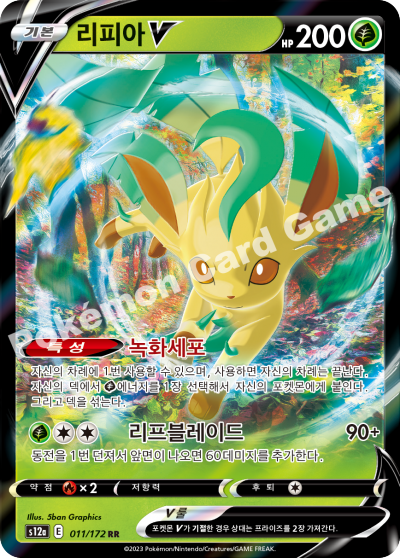 기본 리피아 V HP 200
Pokémon Card Game
특성 녹화세포
자신의 차례에 1번 사용할 수 있으며, 사용하면 자신의 차례는 끝난다.
자신의 덱에서 에너지를 1장 선택해서 자신의 포켓몬에게 붙인다.
그리고 덱을 섞는다.
리프블레이드 90+
동전을 1번 던져서 앞면이 나오면 60데미지를 추가한다.
약점 ×2 저항력 후퇴
Illus. 5ban Graphics
V룰
s12a E 011/172 RR
포켓몬 V가 기절한 경우 상대는 프라이즈를 2장 가져간다.
©2023 Pokémon/Nintendo/Creatures/GAME FREAK.